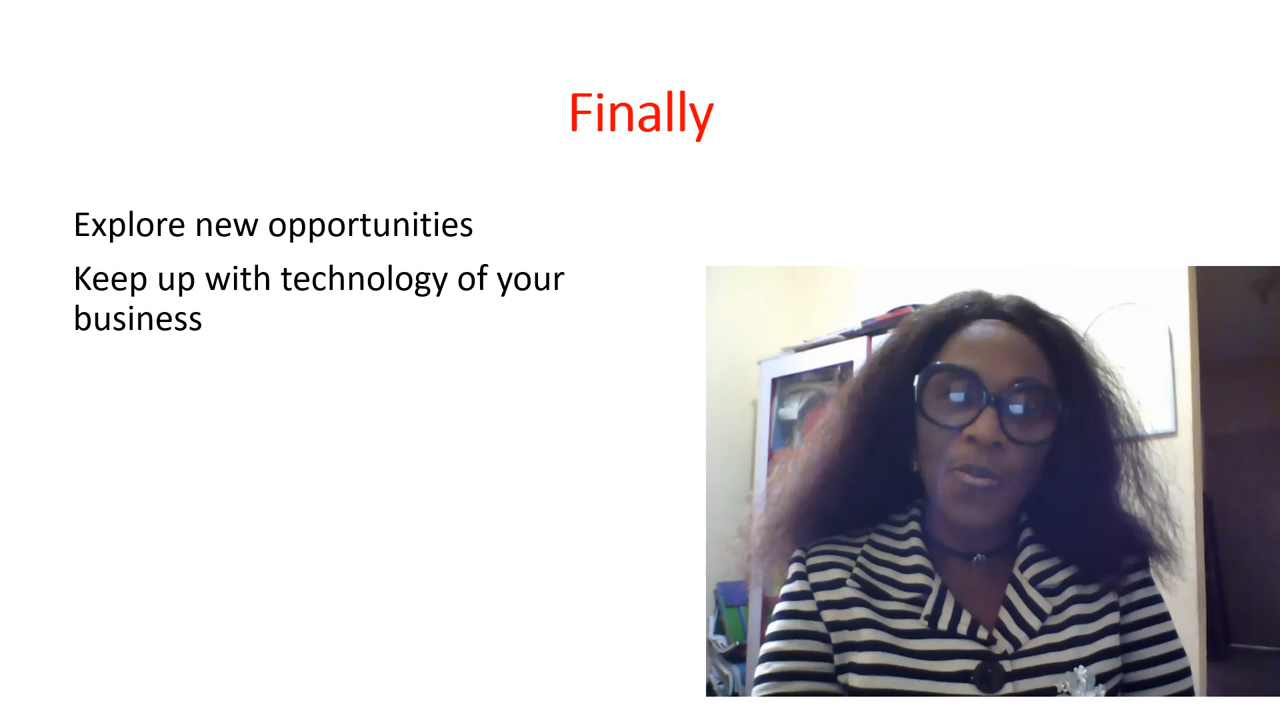 Finally
Explore new opportunities
Keep up with technology of your
business